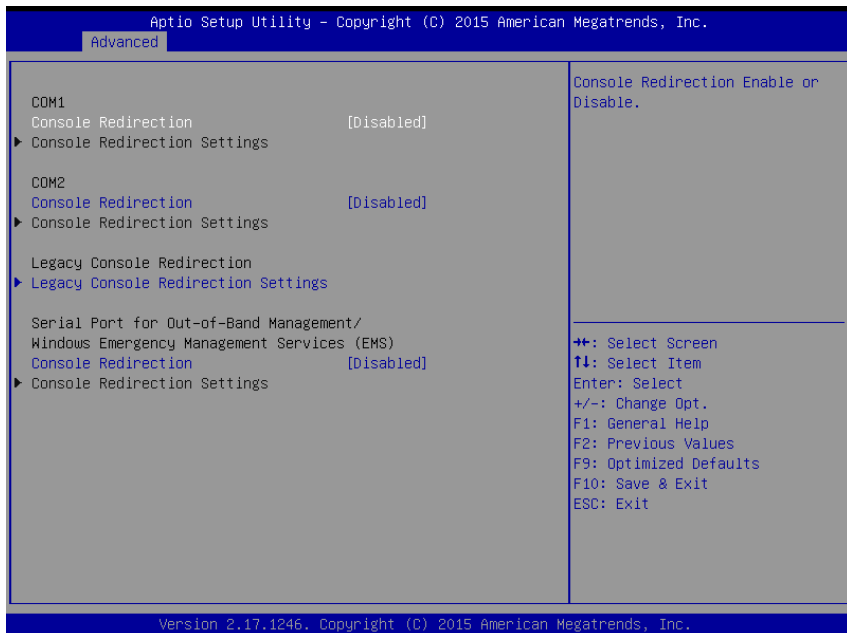 Aptio Setup Utility – Copyright (C) 2015 American Megatrends, Inc.
Advanced
COM1
Console Redirection [Disabled]
▶ Console Redirection Settings
COM2
Console Redirection [Disabled]
▶ Console Redirection Settings
Legacy Console Redirection
▶ Legacy Console Redirection Settings
Serial Port for Out-of-Band Management/
Windows Emergency Management Services (EMS)
Console Redirection [Disabled]
▶ Console Redirection Settings
Console Redirection Enable or
Disable.
→←: Select Screen
↑↓: Select Item
Enter: Select
+/-: Change Opt.
F1: General Help
F2: Previous Values
F9: Optimized Defaults
F10: Save & Exit
ESC: Exit
Version 2.17.1246. Copyright (C) 2015 American Megatrends, Inc.